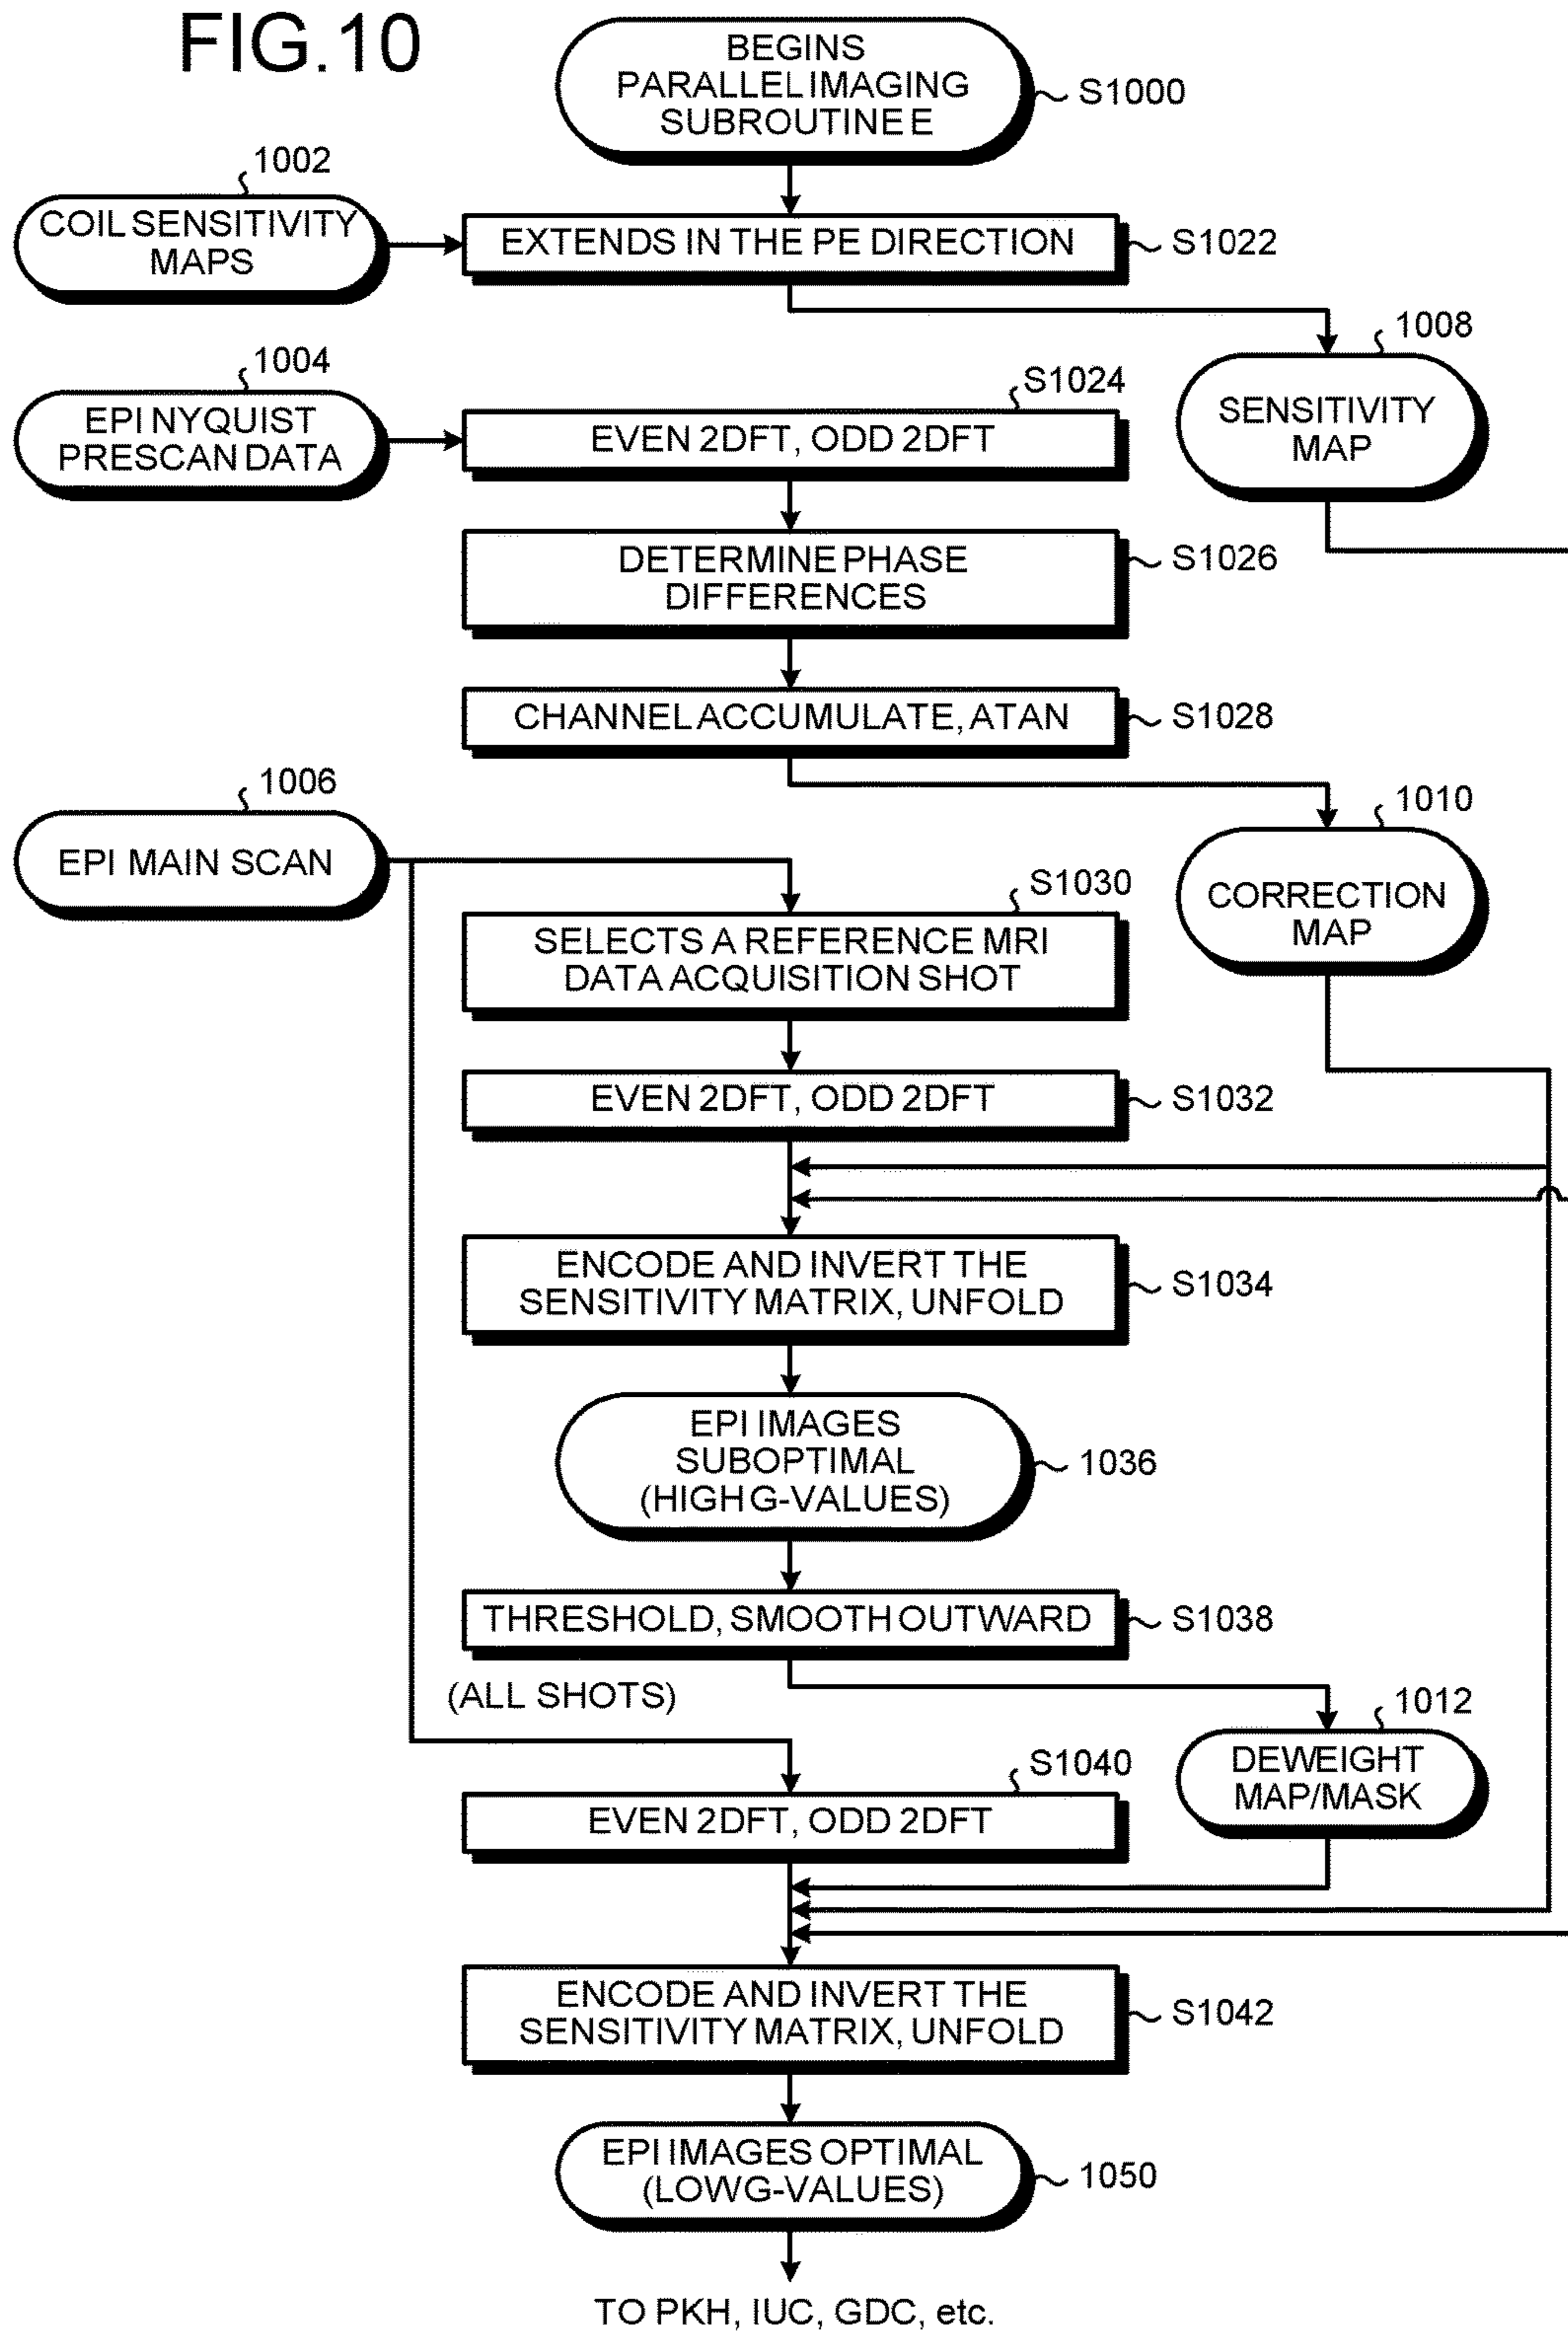 FIG.10
BEGINS
PARALLEL IMAGING
SUBROUTINE E
S1000
1002
COIL SENSITIVITY
MAPS
EXTENDS IN THE PE DIRECTION
S1022
1008
SENSITIVITY
MAP
1004
EPI NYQUIST
PRESCAN DATA
S1024
EVEN 2DFT, ODD 2DFT
DETERMINE PHASE
DIFFERENCES
S1026
CHANNEL ACCUMULATE, ATAN
S1028
1006
EPI MAIN SCAN
1010
CORRECTION
MAP
S1030
SELECTS A REFERENCE MRI
DATA ACQUISITION SHOT
EVEN 2DFT, ODD 2DFT
S1032
ENCODE AND INVERT THE
SENSITIVITY MATRIX, UNFOLD
S1034
EPI IMAGES
SUBOPTIMAL
(HIGH G-VALUES)
1036
THRESHOLD, SMOOTH OUTWARD
S1038
(ALL SHOTS)
1012
DEWEIGHT
MAP/MASK
S1040
EVEN 2DFT, ODD 2DFT
ENCODE AND INVERT THE
SENSITIVITY MATRIX, UNFOLD
S1042
EPI IMAGES OPTIMAL
(LOW G-VALUES)
1050
TO PKH, IUC, GDC, etc.